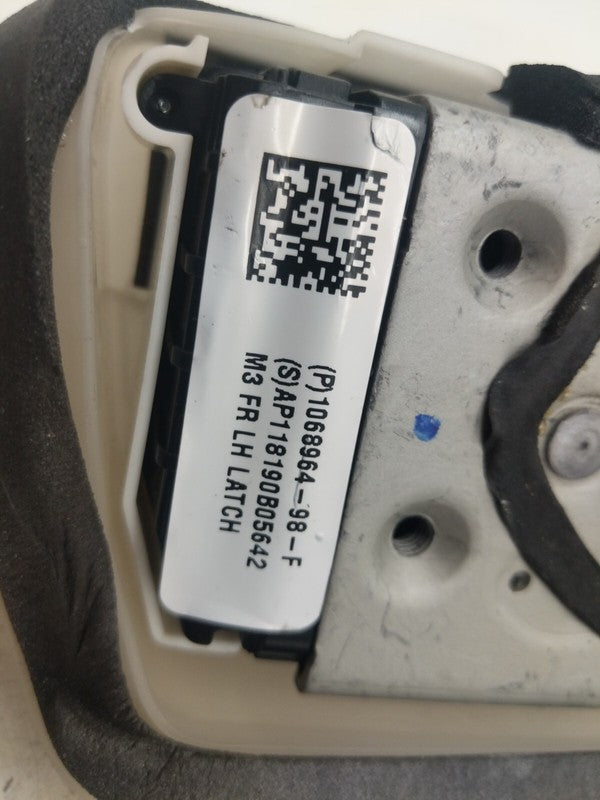 (P)1068964-98-F
(S)AP118190B05642
M3 FR LH LATCH